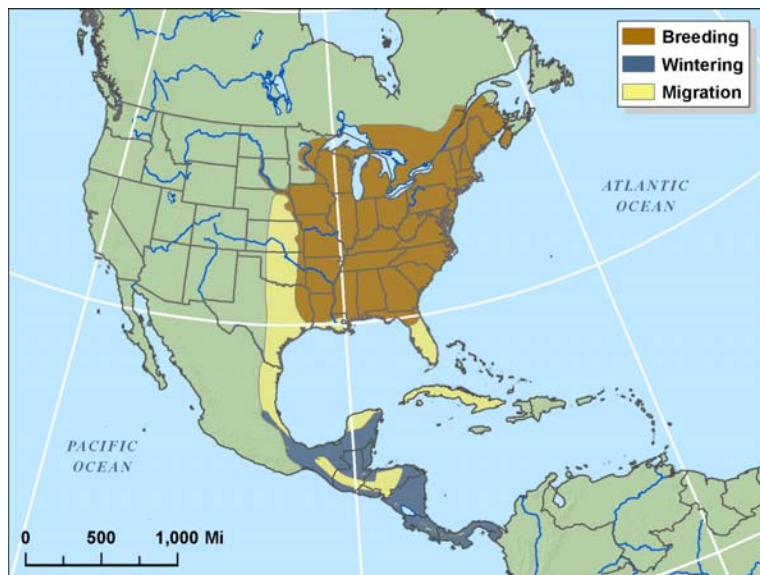 Breeding
Wintering
Migration
ATLANTIC
OCEAN
PACIFIC
OCEAN
0 500 1,000 Mi